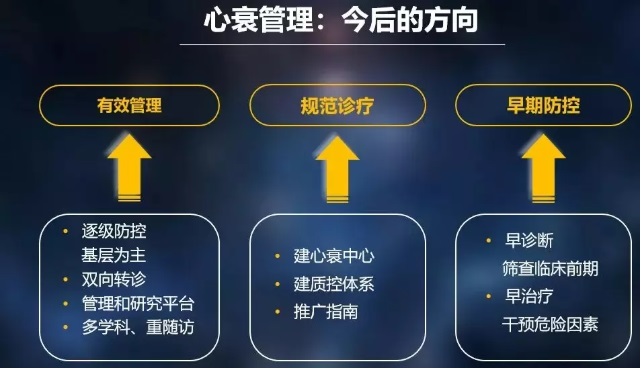 心衰管理：今后的方向
有效管理
规范诊疗
早期防控
• 逐级防控
基层为主
• 双向转诊
• 管理和研究平台
• 多学科、重随访
• 建心衰中心
• 建质控体系
• 推广指南
• 早诊断
筛查临床前期
• 早治疗
干预危险因素